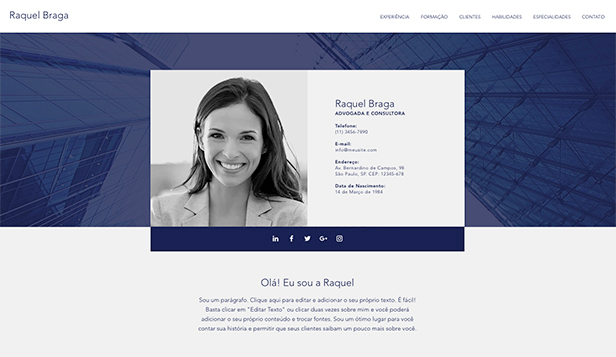 Raquel Braga
EXPERIÊNCIA FORMAÇÃO CLIENTES HABILIDADES ESPECIALIDADES CONTATO
Raquel Braga
ADVOGADA E CONSULTORA
Telefone:
(11) 3456-7890
E-mail:
info@meusite.com
Endereço:
Av. Bernardino de Campos, 98
São Paulo, SP. CEP: 12345-678
Data de Nascimento:
14 de Março de 1984
in f G+
Olá! Eu sou a Raquel
Sou um parágrafo. Clique aqui para editar e adicionar o seu próprio texto. É fácil!
Basta clicar em "Editar Texto" ou clicar duas vezes sobre mim e você poderá
adicionar o seu próprio conteúdo e trocar fontes. Sou um ótimo lugar para você
contar sua história e permitir que seus clientes saibam um pouco mais sobre você.